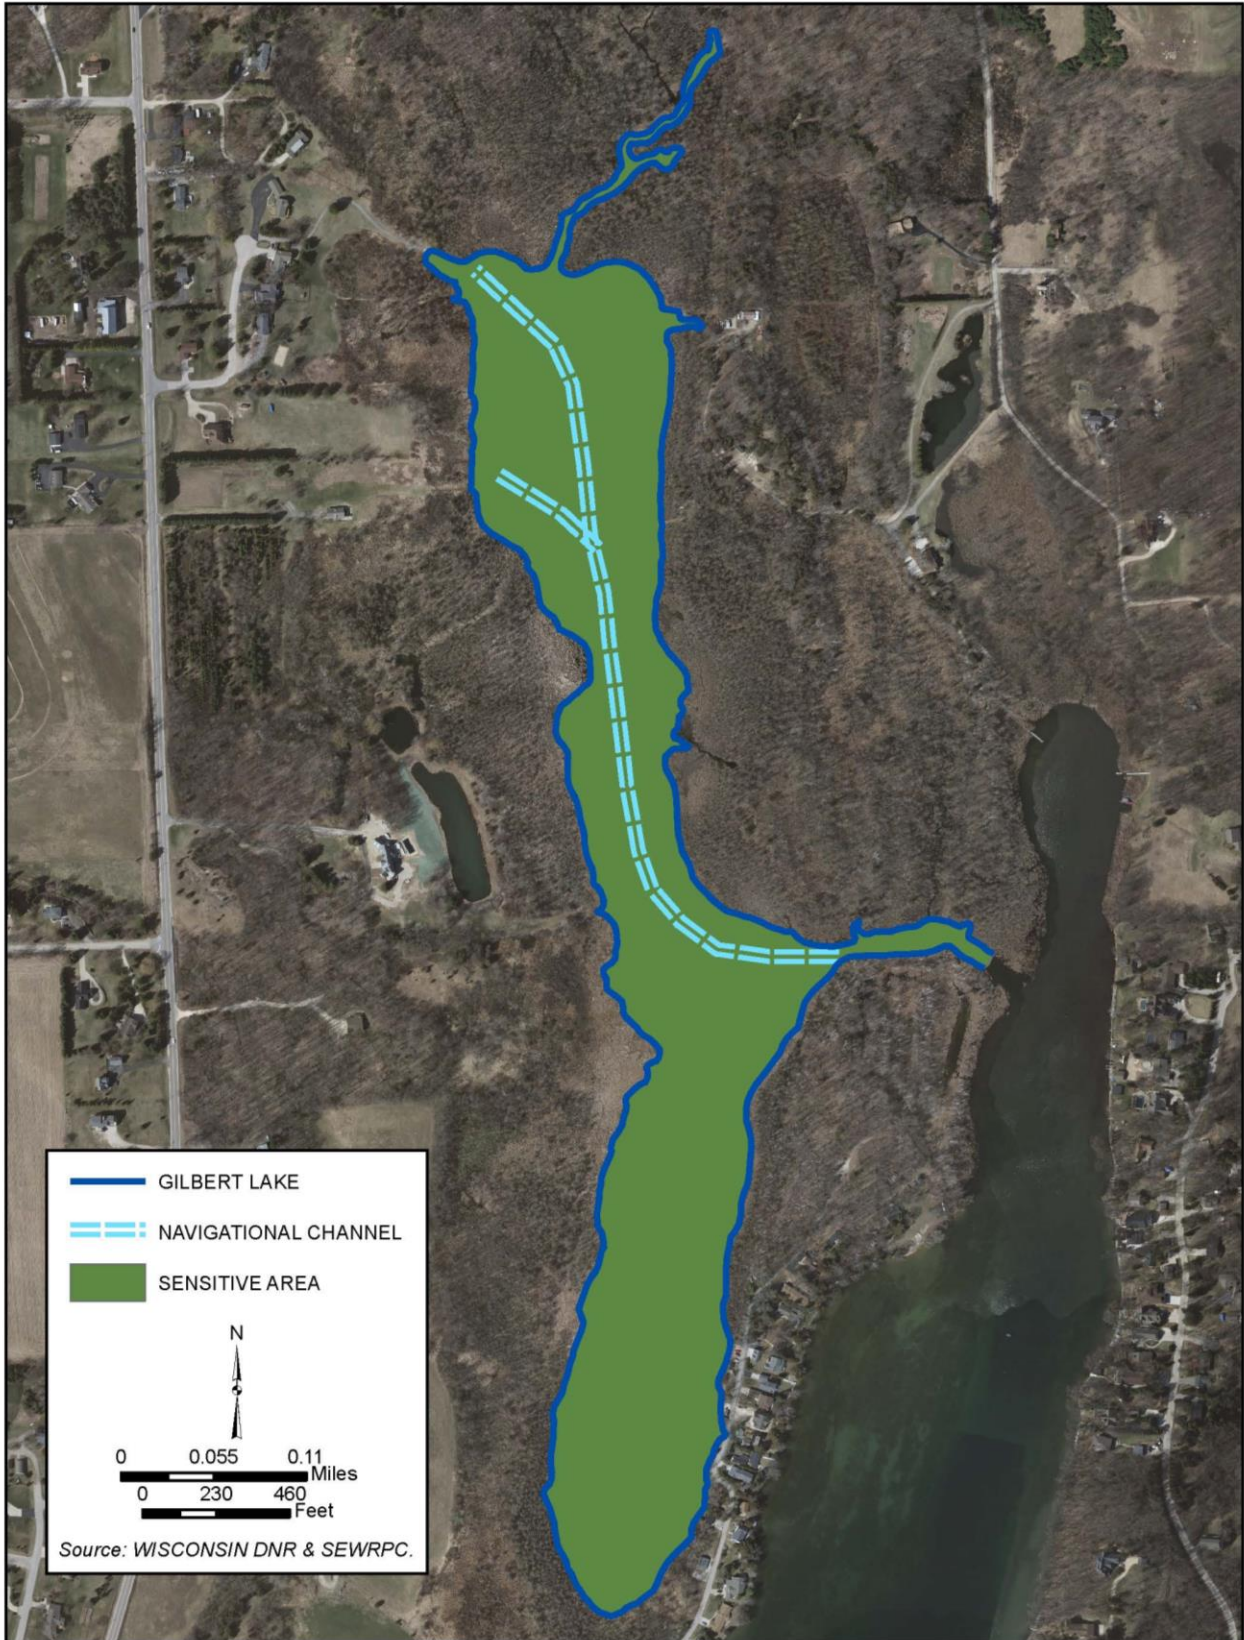 GILBERT LAKE
NAVIGATIONAL CHANNEL
SENSITIVE AREA
N
0 0.055 0.11
Miles
0 230 460
Feet
Source: WISCONSIN DNR & SEWRPC.